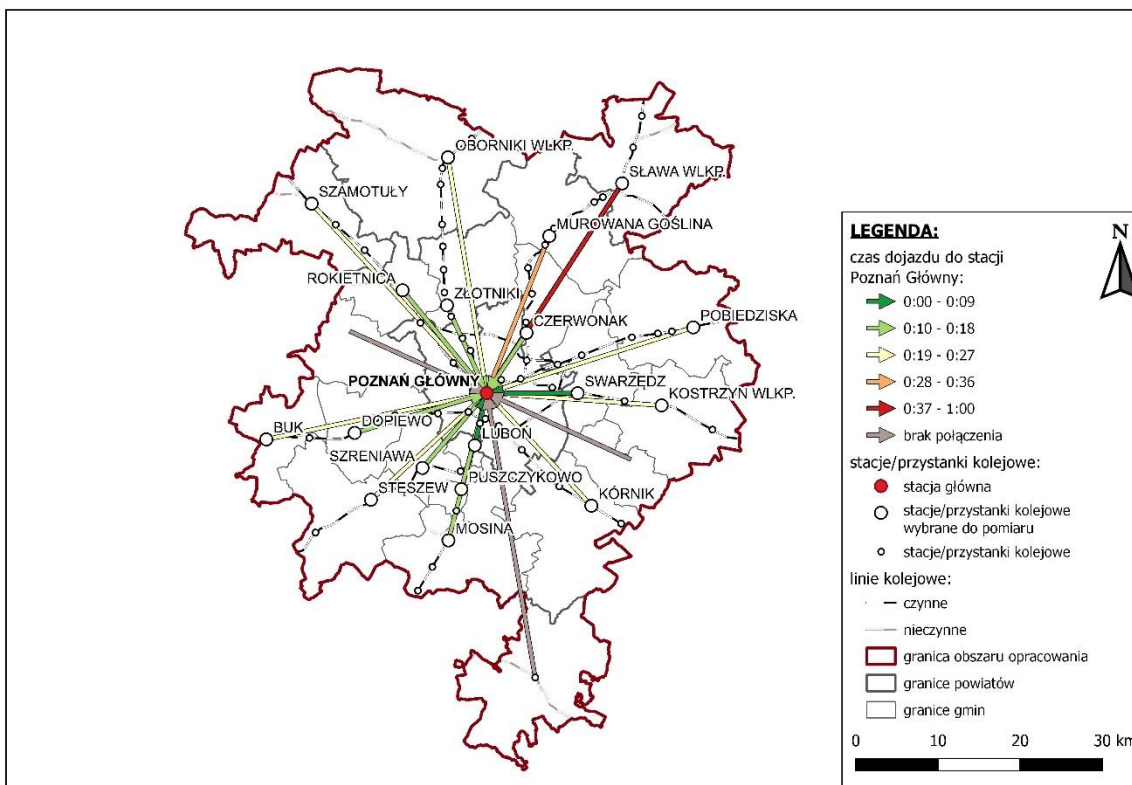 OBORNIKI WLKP.
SŁAWA WLKP.
SZAMOTUŁY
MUROWANA GOŚLINA
ROKIETNICA
ZŁOTNIKI
CZERWONAK
POBIEDZISKA
POZNAŃ GŁÓWNY
SWARZĘDZ
KOSTRZYN WLKP.
BUK
DOPIEWO
LUBOŃ
SZRENIAWA
PUSZCZYKOWO
STĘSZEW
KÓRNIK
MOSINA
LEGENDA:
N
czas dojazdu do stacji
Poznań Główny:
0:00 - 0:09
0:10 - 0:18
0:19 - 0:27
0:28 - 0:36
0:37 - 1:00
brak połączenia
stacje/przystanki kolejowe:
stacja główna
stacje/przystanki kolejowe
wybrane do pomiaru
stacje/przystanki kolejowe
linie kolejowe:
czynne
nieczynne
granica obszaru opracowania
granice powiatów
granice gmin
0 10 20 30 km